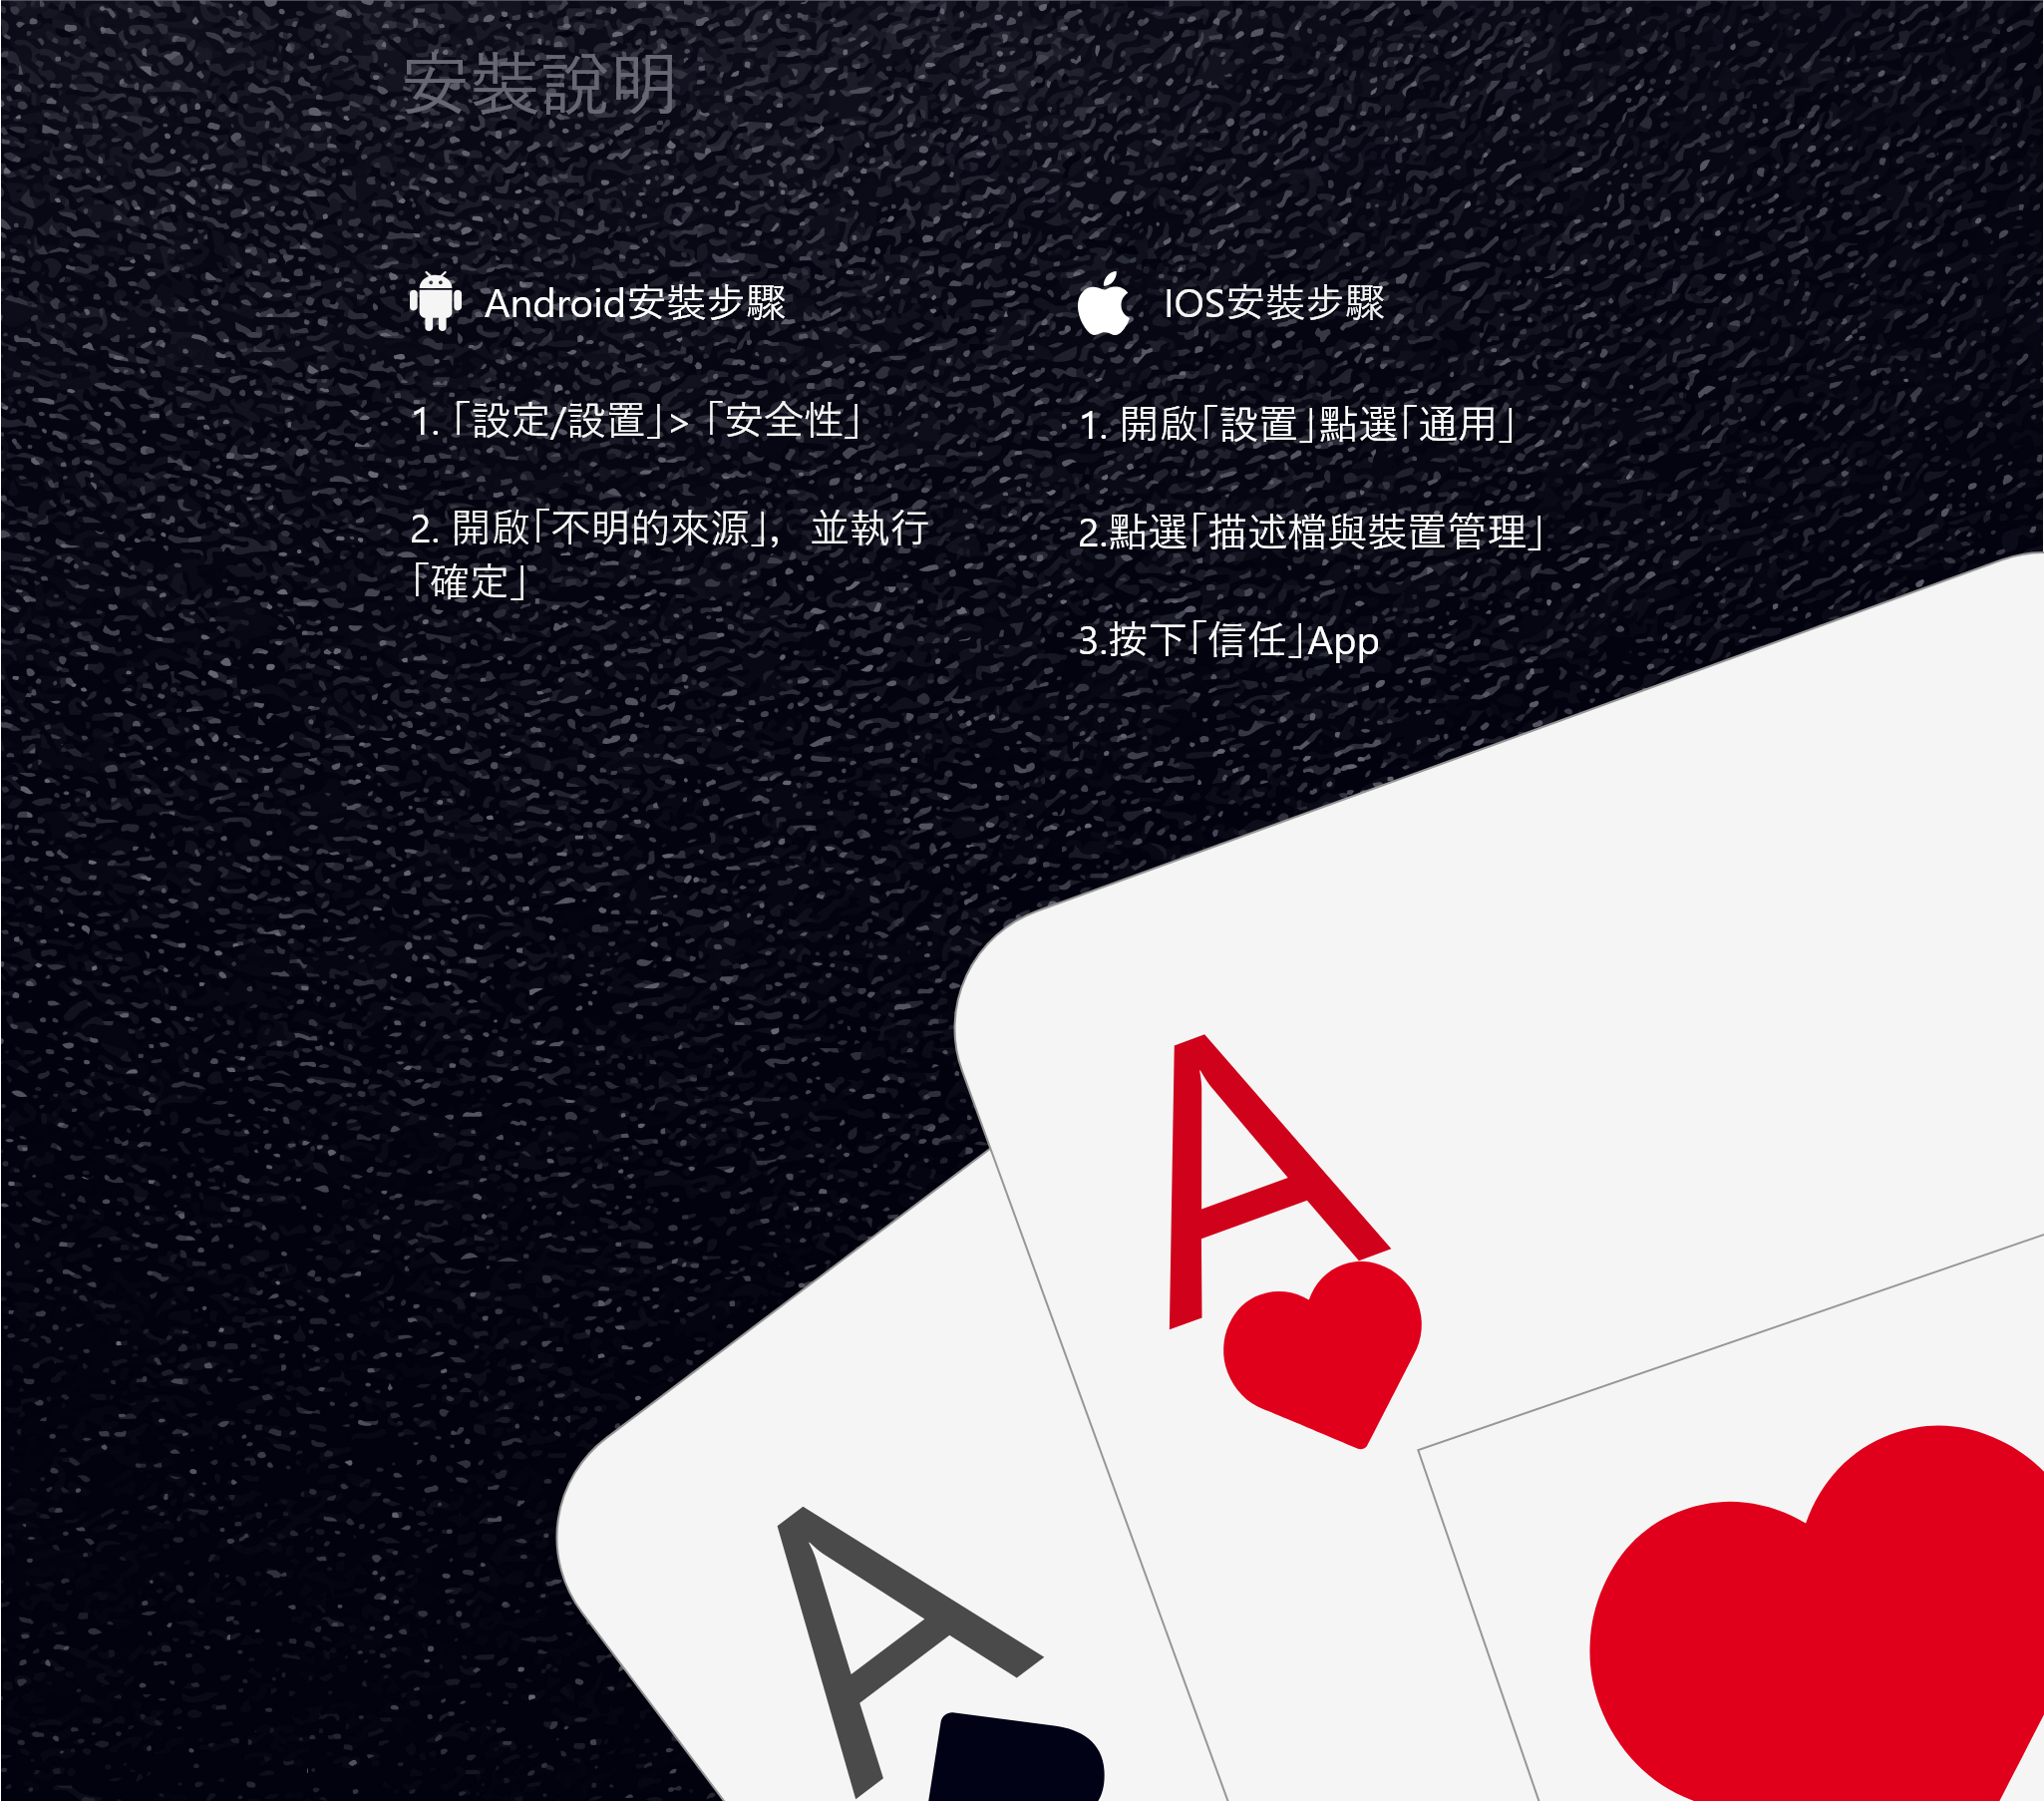 安裝說明
Android安裝步驟
1.「設定/設置」>「安全性」
2. 開啟「不明的來源」，並執行
「確定」
IOS安裝步驟
1. 開啟「設置」點選「通用」
2.點選「描述檔與裝置管理」
3.按下「信任」App
A
A